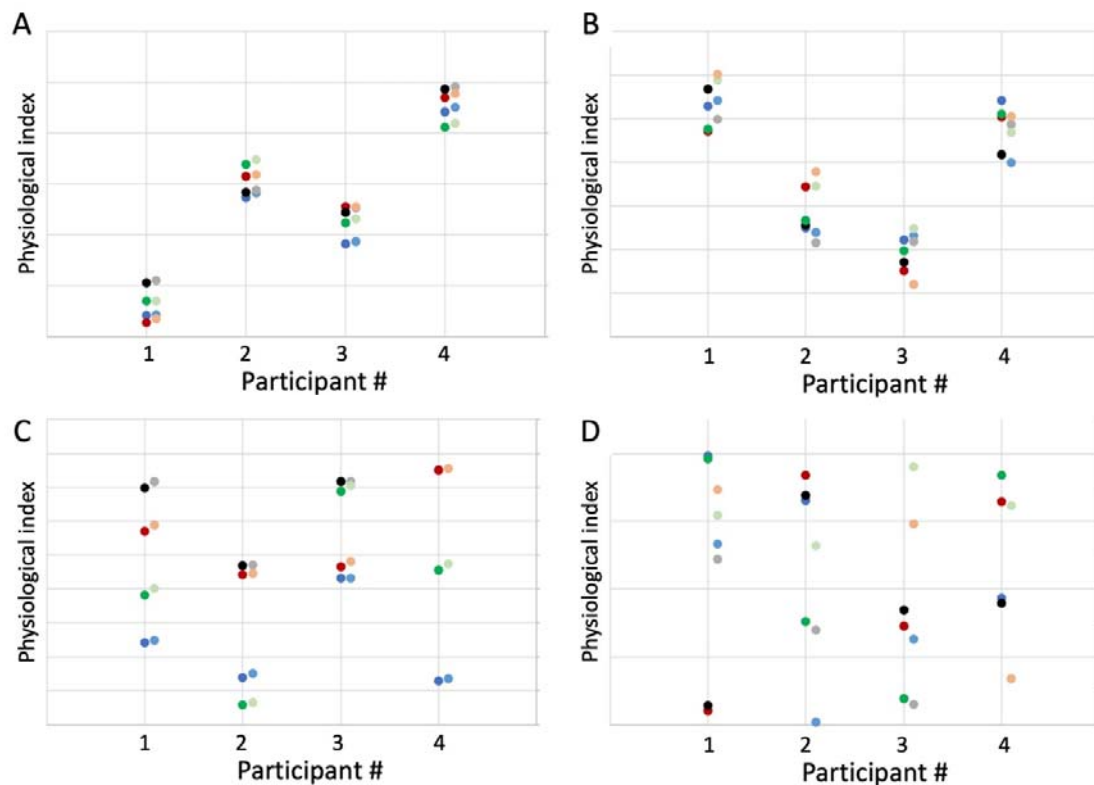 A
Physiological index
1 2 3 4
Participant #
B
Physiological index
1 2 3 4
Participant #
C
Physiological index
1 2 3 4
Participant #
D
Physiological index
1 2 3 4
Participant #